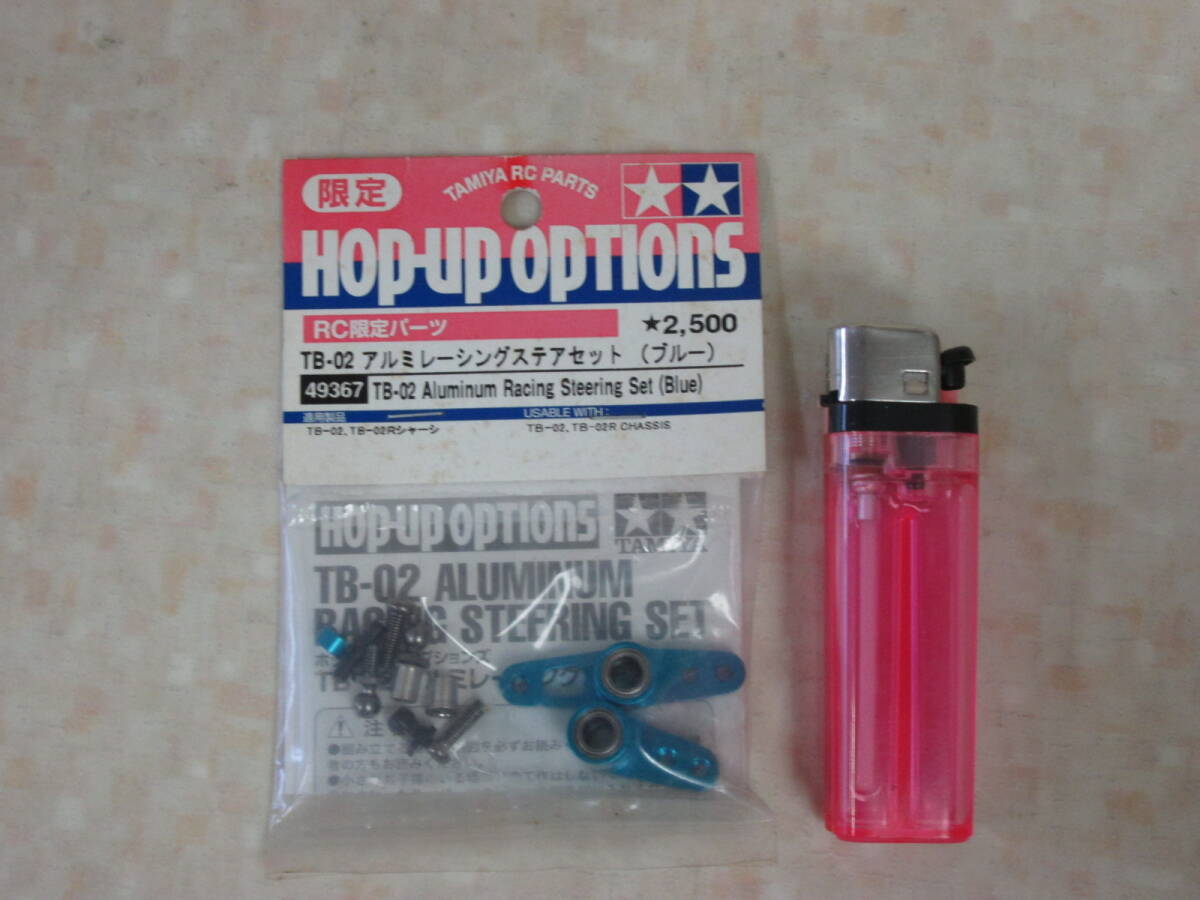 限定
TAMIYA RC PARTS
HOP-UP OPTIONS
RC限定パーツ
★2,500
TB-02 アルミレーシングステアセット (ブルー)
49367 TB-02 Aluminum Racing Steering Set (Blue)
適用製品
USABLE WITH:
TB-02、TB-02Rシャーシ
TB-02, TB-02R CHASSIS
HOP-UP OPTIONS
TAMIYA
TB-02 ALUMINUM
RACING STEERING SET